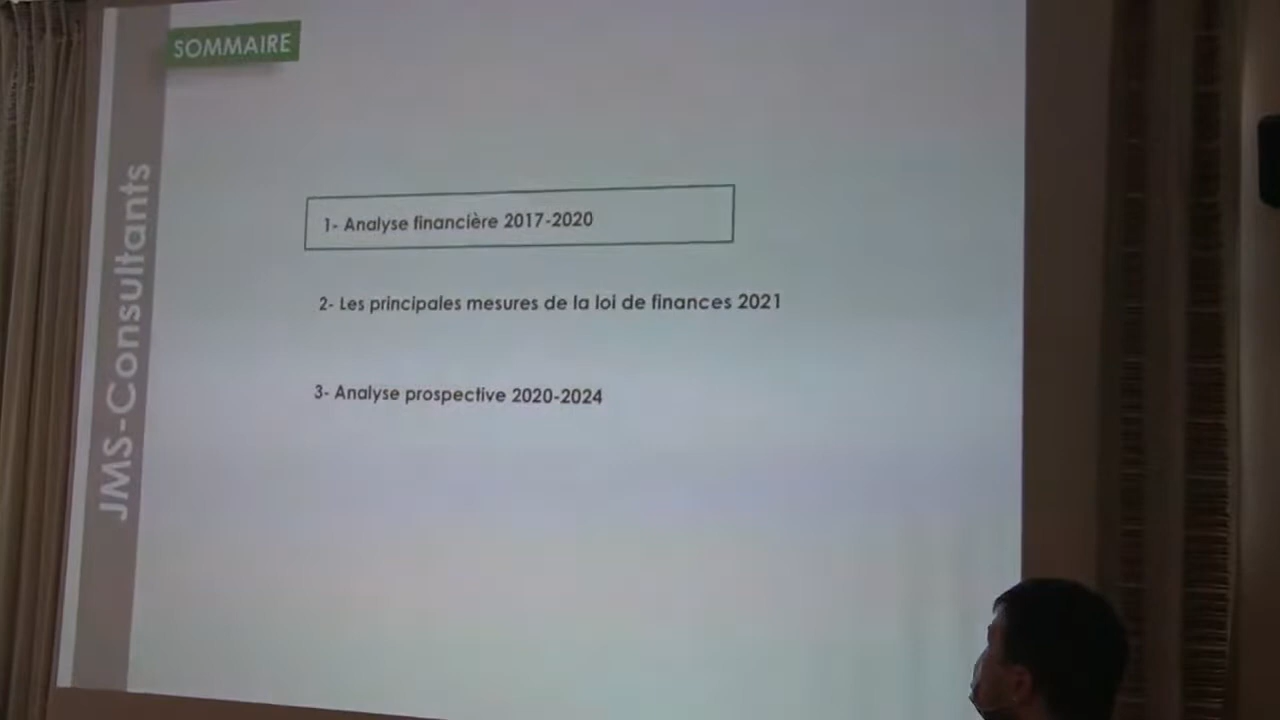 SOMMAIRE
JMS-Consultants
1- Analyse financière 2017-2020
2- Les principales mesures de la loi de finances 2021
3- Analyse prospective 2020-2024